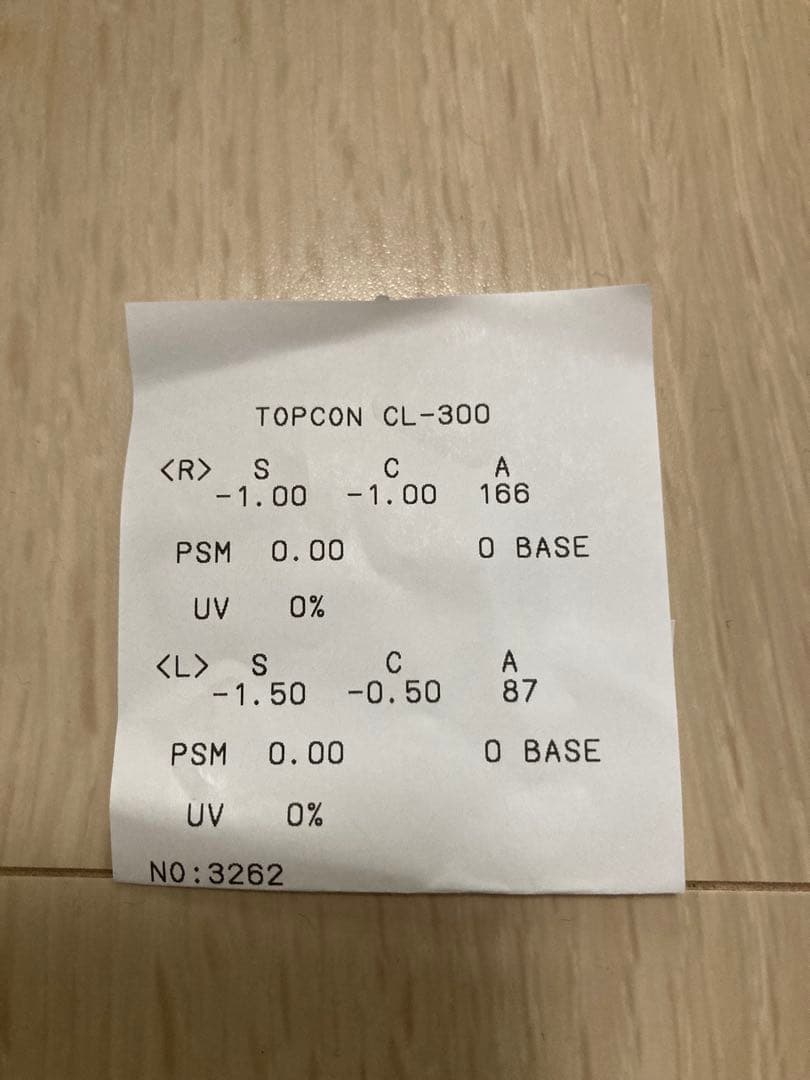 TOPCON CL-300
<R> S C A
-1.00 -1.00 166
PSM 0.00 0 BASE
UV 0%
<L> S C A
-1.50 -0.50 87
PSM 0.00 0 BASE
UV 0%
NO:3262